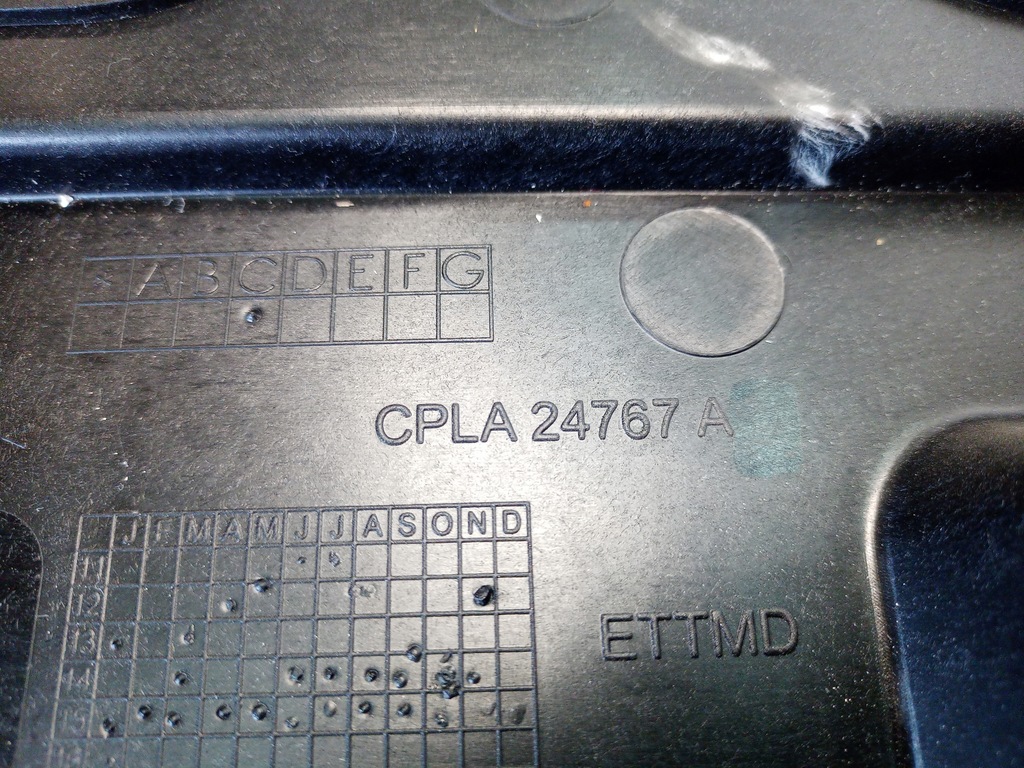 * A B C D E F G
CPLA 24767 A
J F M A M J J A S O N D
11
12
13
14
15
ETTMD